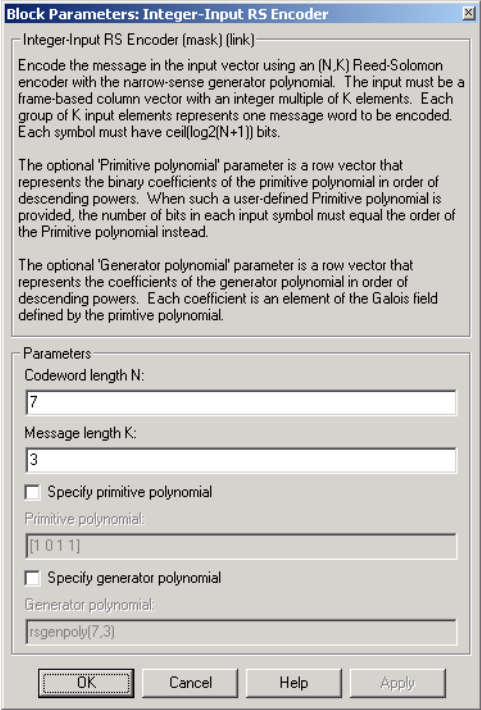 Block Parameters: Integer-Input RS Encoder
Integer-Input RS Encoder (mask) (link)
Encode the message in the input vector using an (N,K) Reed-Solomon
encoder with the narrow-sense generator polynomial.  The input must be a
frame-based column vector with an integer multiple of K elements.  Each
group of K input elements represents one message word to be encoded.
Each symbol must have ceil(log2(N+1)) bits.
The optional 'Primitive polynomial' parameter is a row vector that
represents the binary coefficients of the primitive polynomial in order of
descending powers.  When such a user-defined Primitive polynomial is
provided, the number of bits in each input symbol must equal the order of
the Primitive polynomial instead.
The optional 'Generator polynomial' parameter is a row vector that
represents the coefficients of the generator polynomial in order of
descending powers.  Each coefficient is an element of the Galois field
defined by the primtive polynomial.
Parameters
Codeword length N:
7
Message length K:
3
Specify primitive polynomial
Primitive polynomial:
[1 0 1 1]
Specify generator polynomial
Generator polynomial:
rsgenpoly(7,3)
OK Cancel Help Apply